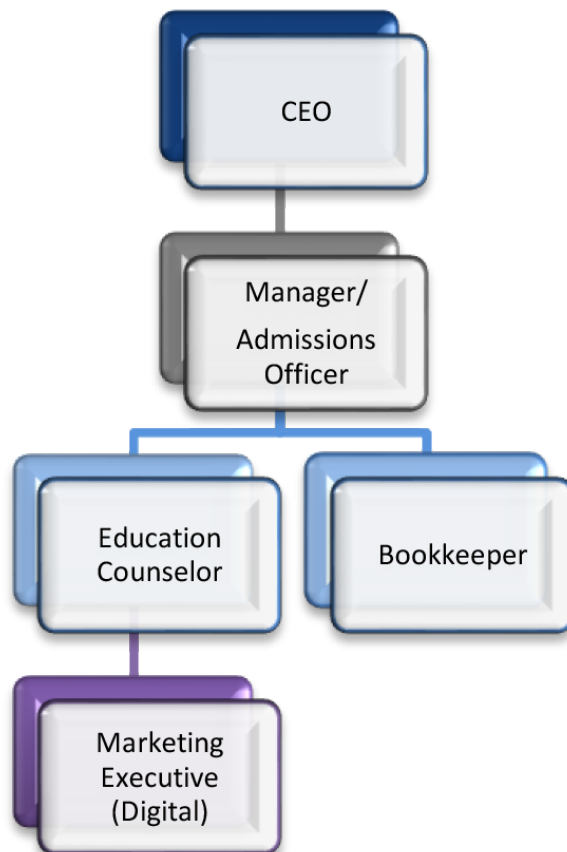 CEO
Manager/
Admissions
Officer
Education
Counselor
Bookkeeper
Marketing
Executive
(Digital)